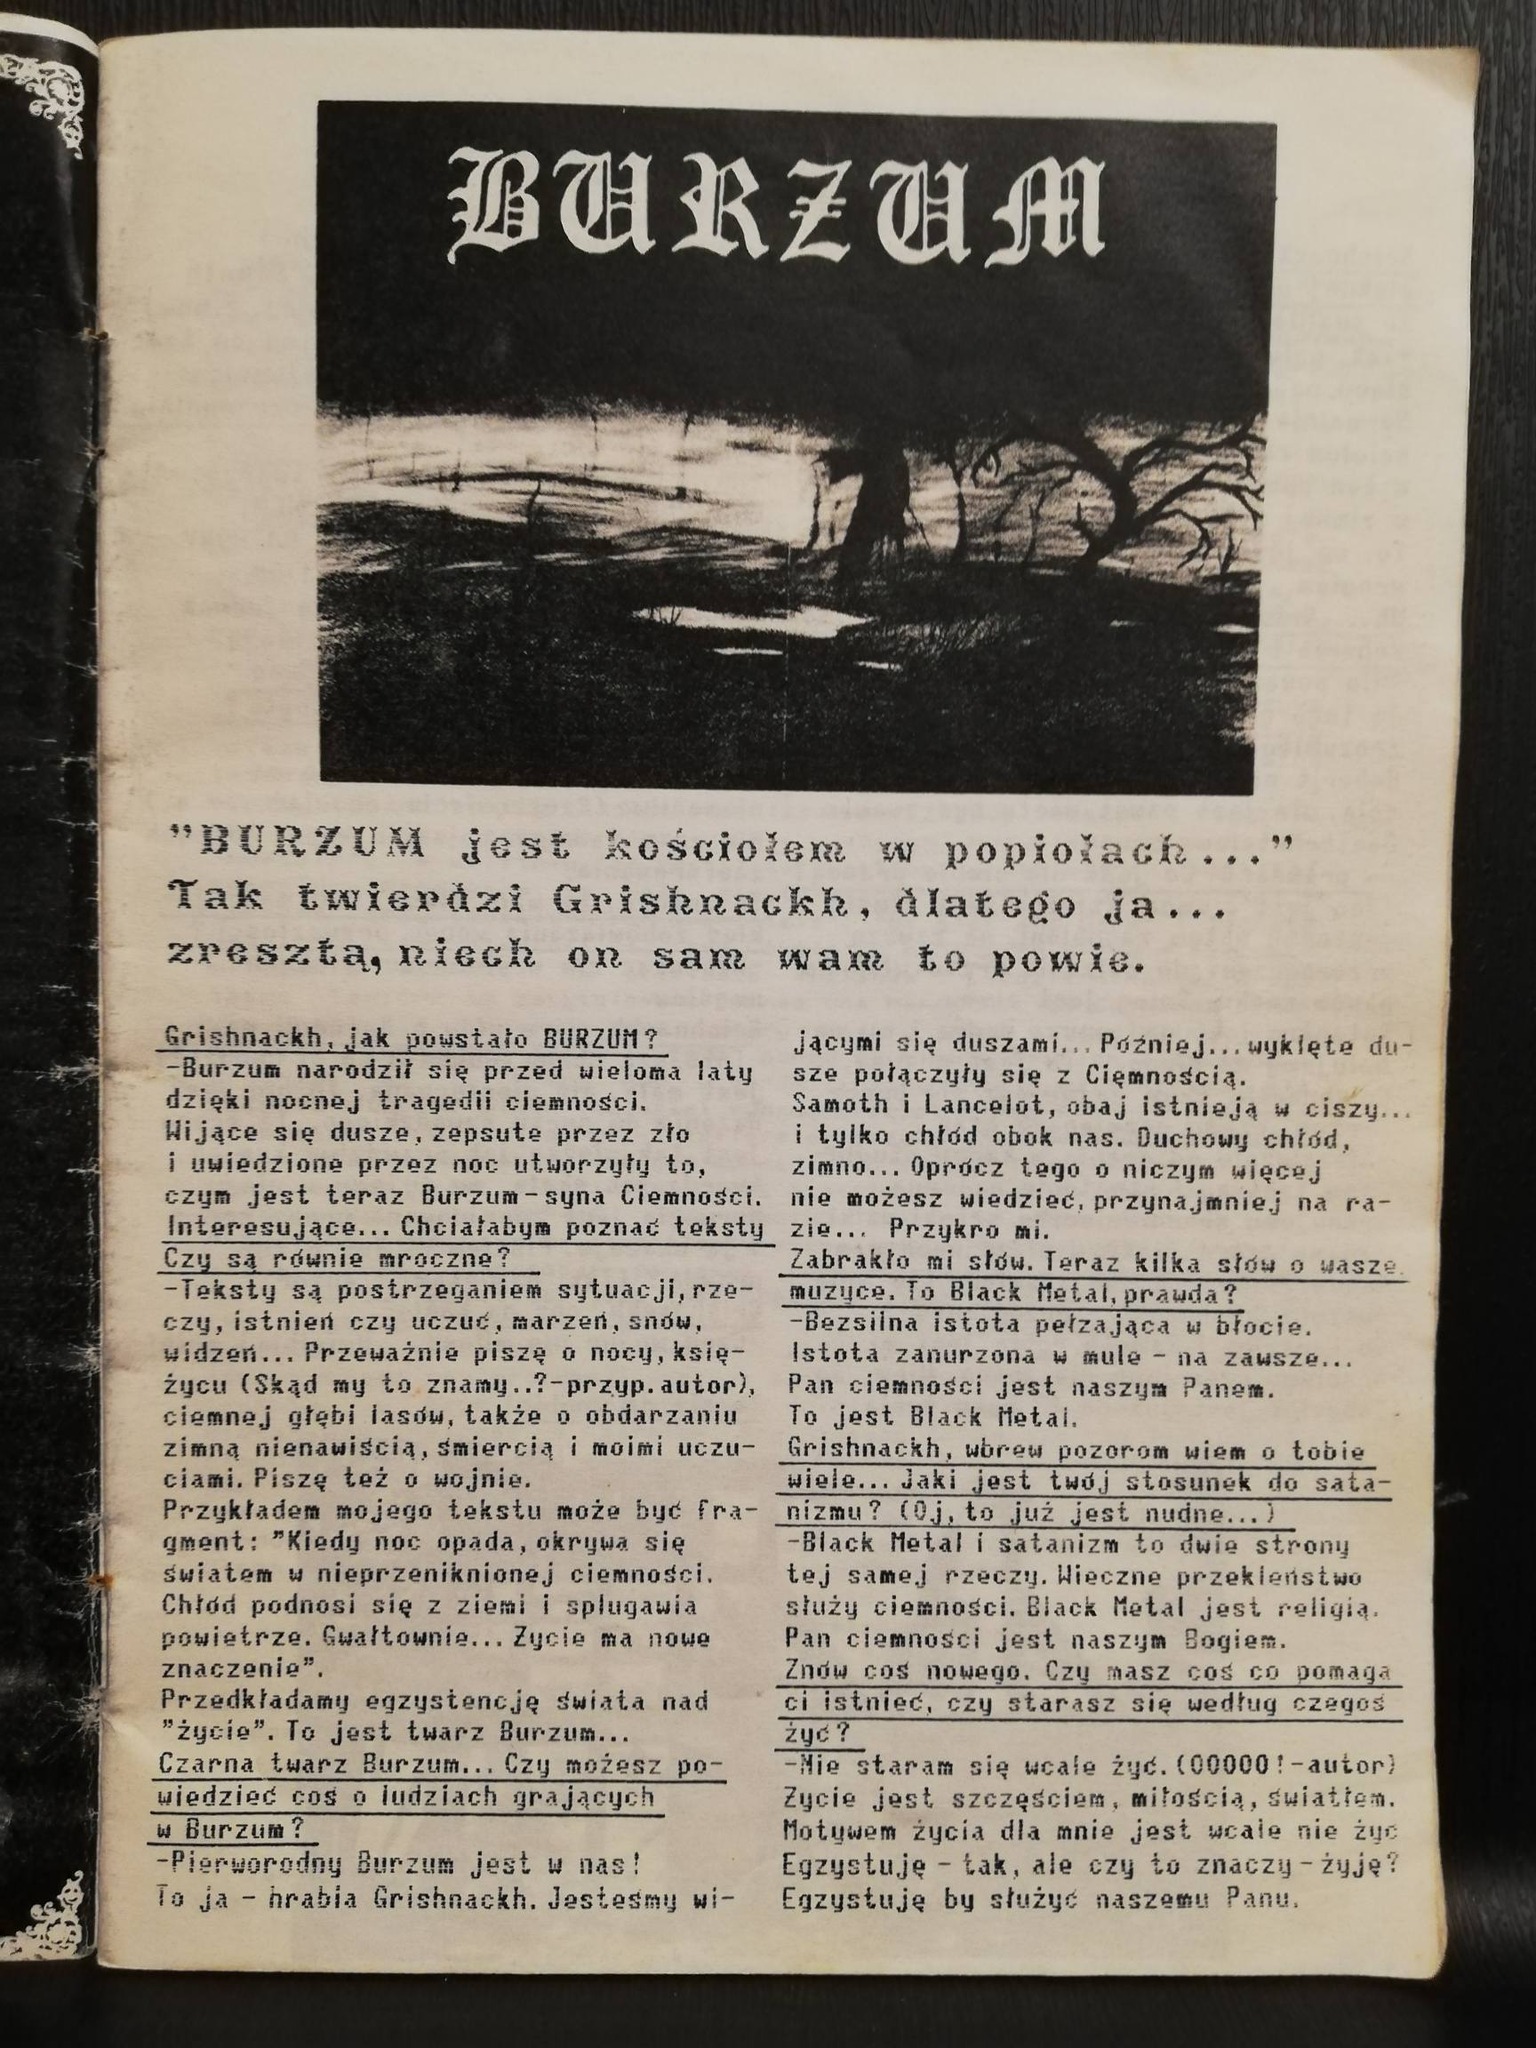 BURZUM
"BURZUM jest kościołem w popiołach..."
Tak twierdzi Grishnackh, dlatego ja...
zresztą, niech on sam wam to powie.
Grishnackh, jak powstało BURZUM?
-Burzum narodził się przed wieloma laty
dzięki nocnej tragedii ciemności.
Wijące się dusze, zepsute przez zło
i uwiedzione przez noc utworzyły to,
czym jest teraz Burzum-syna Ciemności.
Interesujące... Chciałabym poznać teksty
Czy są równie mroczne?
-Teksty są postrzeganiem sytuacji, rze-
czy, istnień czy uczuć, marzeń, snów,
widzeń... Przeważnie piszę o nocy, księ-
życu (Skąd my to znamy..?-przyp.autor),
ciemnej głębi lasów, także o obdarzaniu
zimną nienawiścią, śmiercią i moimi uczu-
ciami. Piszę też o wojnie.
Przykładem mojego tekstu może być fra-
gment: "Kiedy noc opada, okrywa się
światem w nieprzeniknionej ciemności.
Chłód podnosi się z ziemi i splugawia
powietrze. Gwałtownie... Życie ma nowe
znaczenie".
Przedkładamy egzystencję świata nad
"życie". To jest twarz Burzum...
Czarna twarz Burzum... Czy możesz po-
wiedzieć coś o ludziach grających
w Burzum?
-Pierworodny Burzum jest w nas!
To ja - hrabia Grishnackh. Jesteśmy wi-
jącymi się duszami... Później...wyklęte du-
sze połączyły się z Cięmnością.
Samoth i Lancelot, obaj istnieją w ciszy...
i tylko chłód obok nas. Duchowy chłód,
zimno... Oprócz tego o niczym więcej
nie możesz wiedzieć, przynajmniej na ra-
zie... Przykro mi.
Zabrakło mi słów. Teraz kilka słów o wasze
muzyce. To Black Metal, prawda?
-Bezsilna istota pełzająca w błocie.
Istota zanurzona w mule - na zawsze...
Pan ciemności jest naszym Panem.
To jest Black Metal.
Grishnackh, wbrew pozorom wiem o tobie
wiele... Jaki jest twój stosunek do sata-
nizmu? (Oj, to już jest nudne...)
-Black Metal i satanizm to dwie strony
tej samej rzeczy. Wieczne przekleństwo
służy ciemności. Black Metal jest religią.
Pan ciemności jest naszym Bogiem.
Znów coś nowego. Czy masz coś co pomaga
ci istnieć, czy starasz się według czegoś
żyć?
-Nie staram się wcale żyć. (OOOOO!-autor)
Życie jest szczęściem, miłością, światłem.
Motywem życia dla mnie jest wcale nie żyć
Egzystuję - tak, ale czy to znaczy - żyję?
Egzystuję by służyć naszemu Panu.